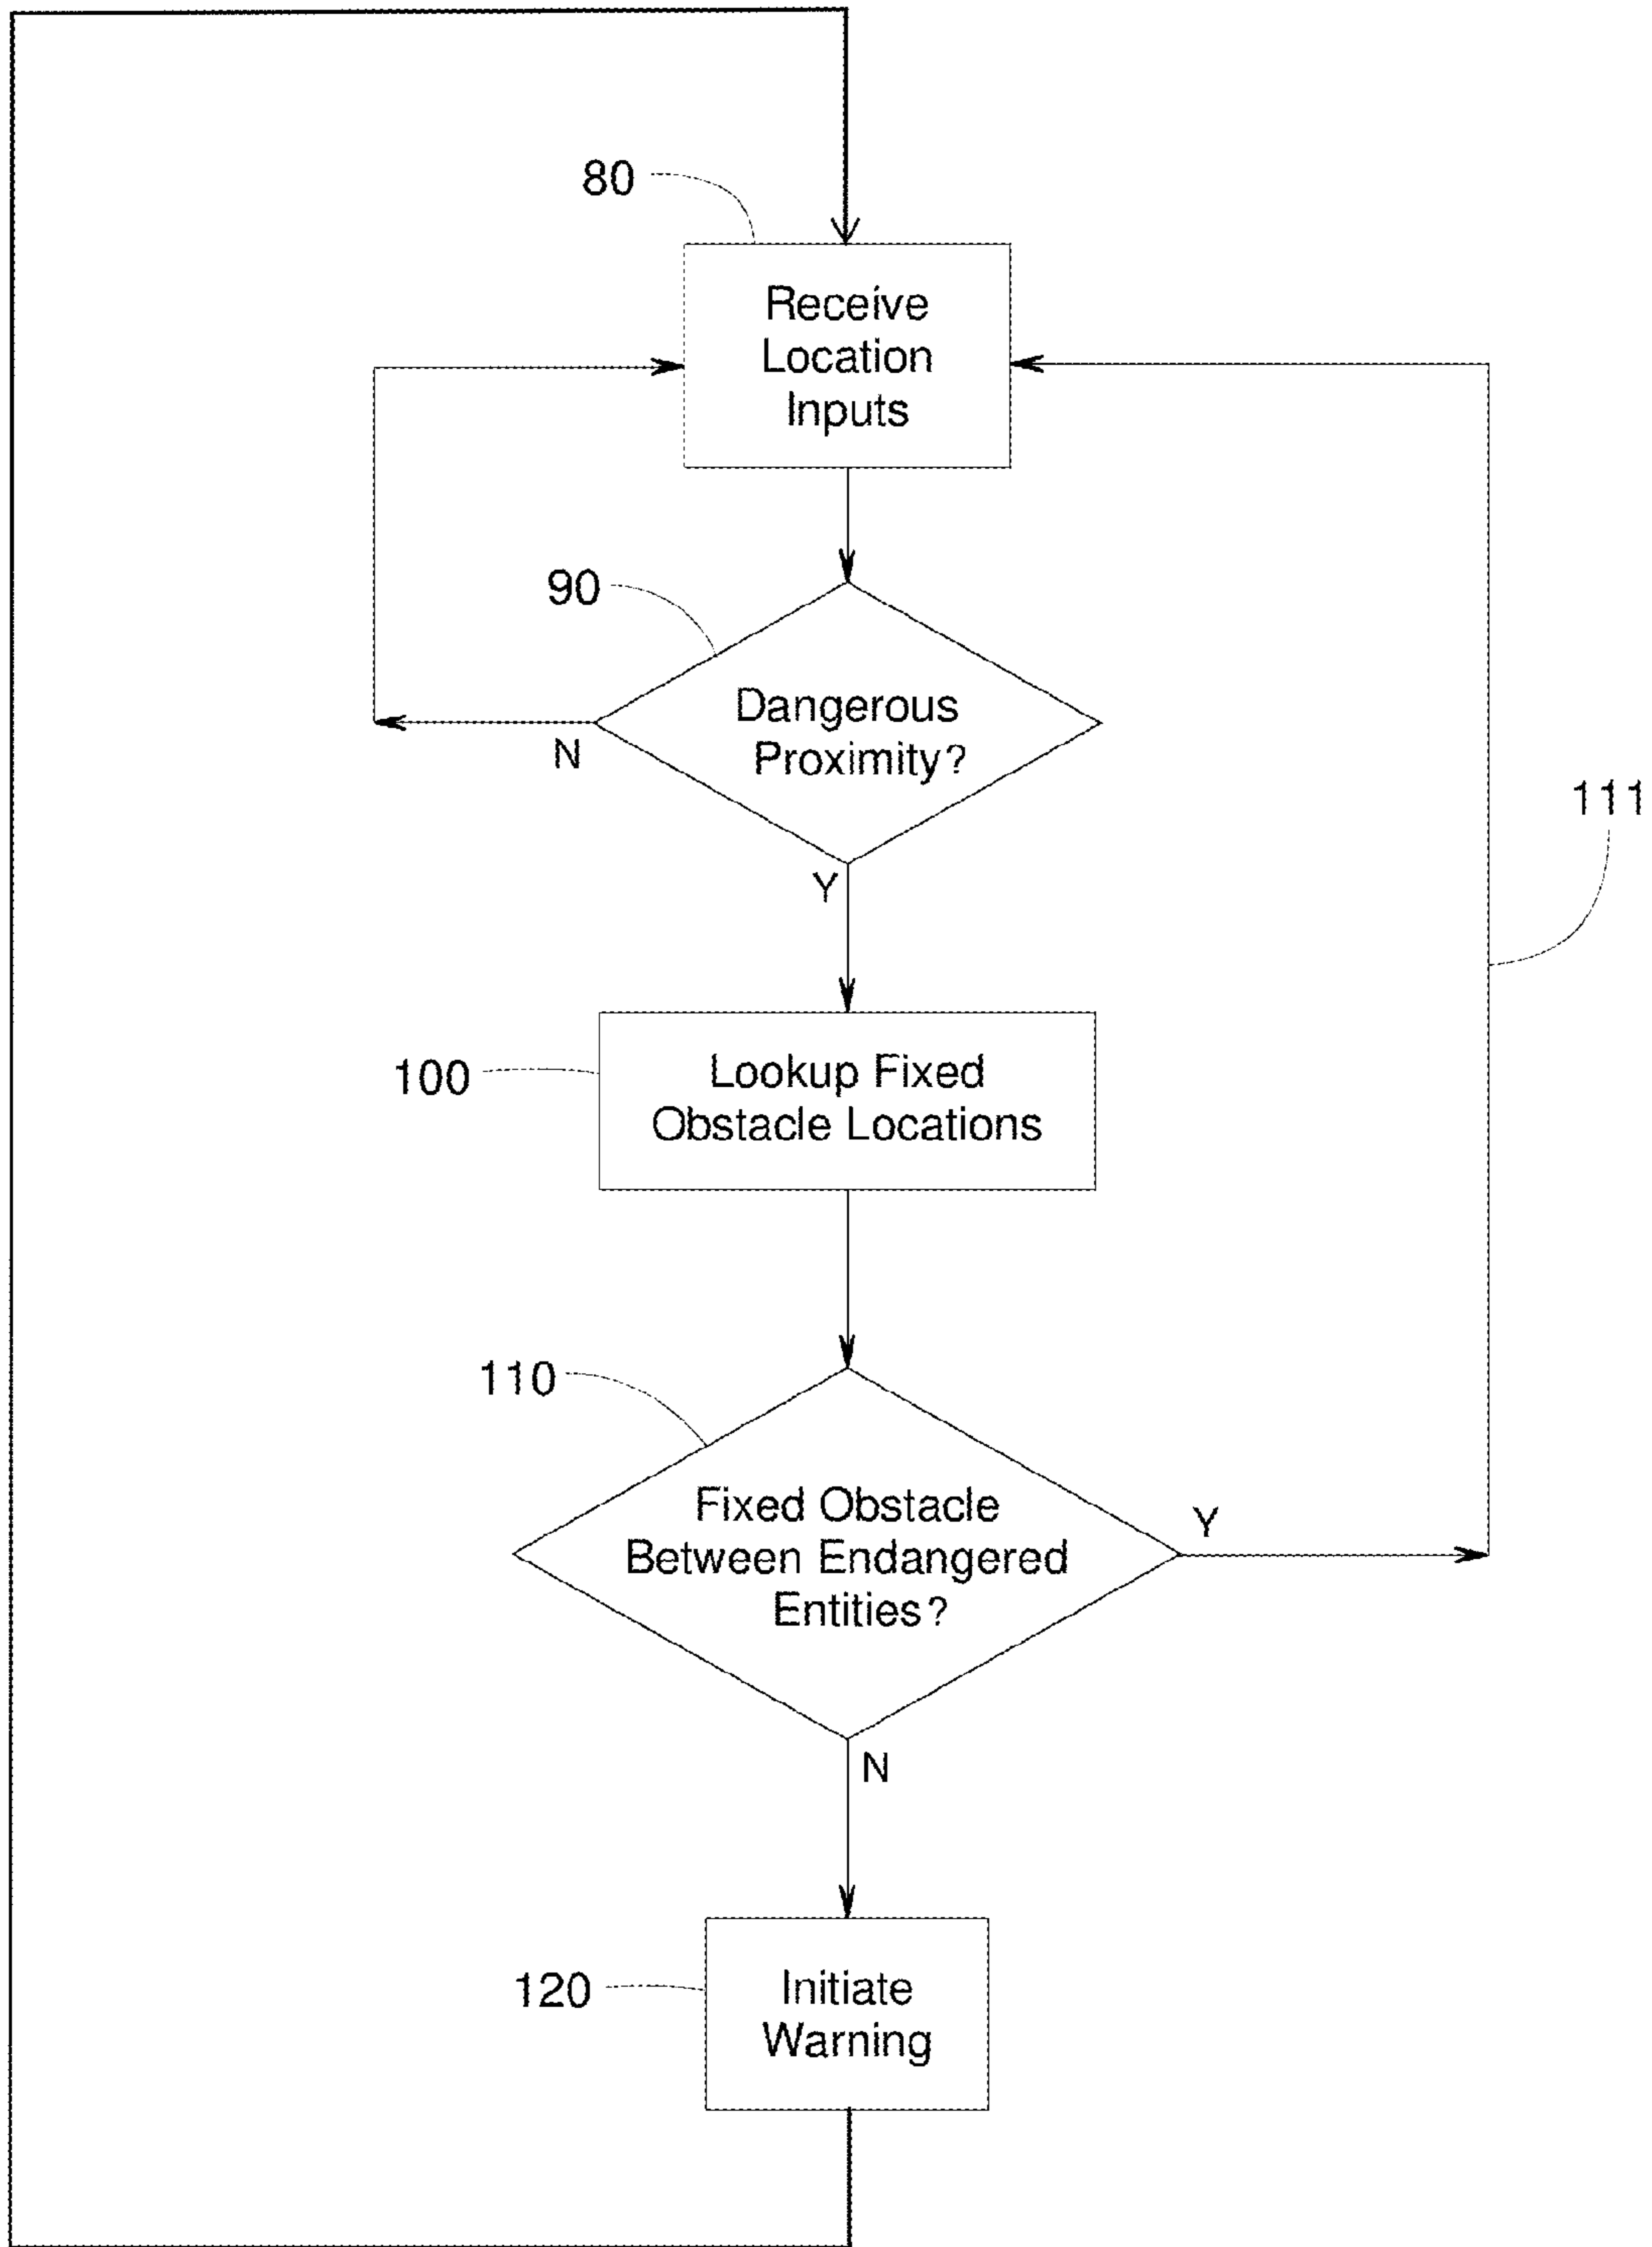 80
Receive
Location
Inputs
90
Dangerous
Proximity?
N
111
Y
100
Lookup Fixed
Obstacle Locations
110
Fixed Obstacle
Between Endangered
Entities?
Y
N
120
Initiate
Warning